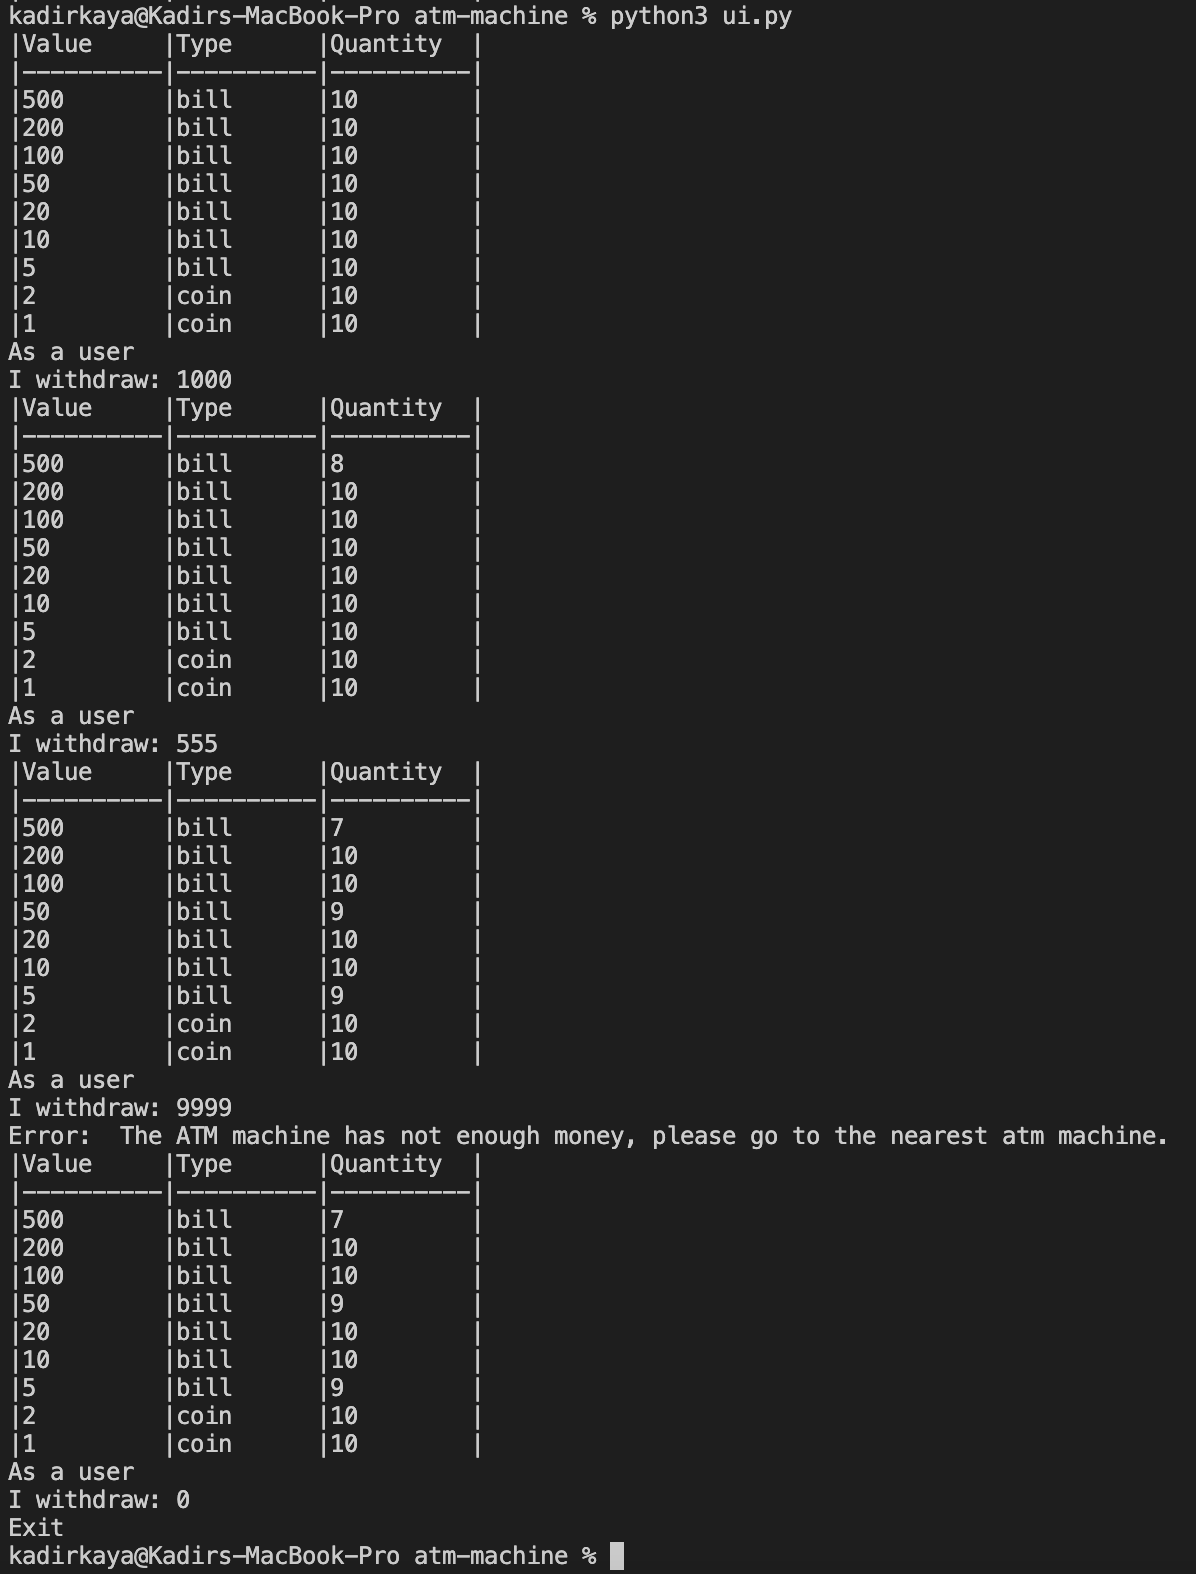 kadirkaya@Kadirs-MacBook-Pro atm-machine % python3 ui.py
|Value     |Type      |Quantity  |
|----------|----------|----------|
|500       |bill      |10        |
|200       |bill      |10        |
|100       |bill      |10        |
|50        |bill      |10        |
|20        |bill      |10        |
|10        |bill      |10        |
|5         |bill      |10        |
|2         |coin      |10        |
|1         |coin      |10        |
As a user
I withdraw: 1000
|Value     |Type      |Quantity  |
|----------|----------|----------|
|500       |bill      |8         |
|200       |bill      |10        |
|100       |bill      |10        |
|50        |bill      |10        |
|20        |bill      |10        |
|10        |bill      |10        |
|5         |bill      |10        |
|2         |coin      |10        |
|1         |coin      |10        |
As a user
I withdraw: 555
|Value     |Type      |Quantity  |
|----------|----------|----------|
|500       |bill      |7         |
|200       |bill      |10        |
|100       |bill      |10        |
|50        |bill      |9         |
|20        |bill      |10        |
|10        |bill      |10        |
|5         |bill      |9         |
|2         |coin      |10        |
|1         |coin      |10        |
As a user
I withdraw: 9999
Error:  The ATM machine has not enough money, please go to the nearest atm machine.
|Value     |Type      |Quantity  |
|----------|----------|----------|
|500       |bill      |7         |
|200       |bill      |10        |
|100       |bill      |10        |
|50        |bill      |9         |
|20        |bill      |10        |
|10        |bill      |10        |
|5         |bill      |9         |
|2         |coin      |10        |
|1         |coin      |10        |
As a user
I withdraw: 0
Exit
kadirkaya@Kadirs-MacBook-Pro atm-machine %